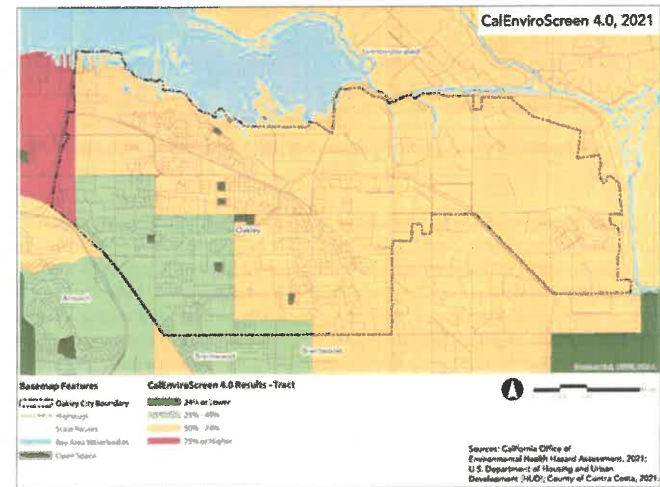 CalEnviroScreen 4.0, 2021
Oakley
Antioch
Brentwood
Brentwood
Basemap Features
Oakley City Boundary
Highways
State Routes
Bay Area Waterbodies
Open Space
CalEnviroScreen 4.0 Results - Tract
24% or Lower
25% - 49%
50% - 74%
75% or Higher
Sources: California Office of
Environmental Health Hazard Assessment, 2021;
U.S. Department of Housing and Urban
Development (HUD); County of Contra Costa, 2021.